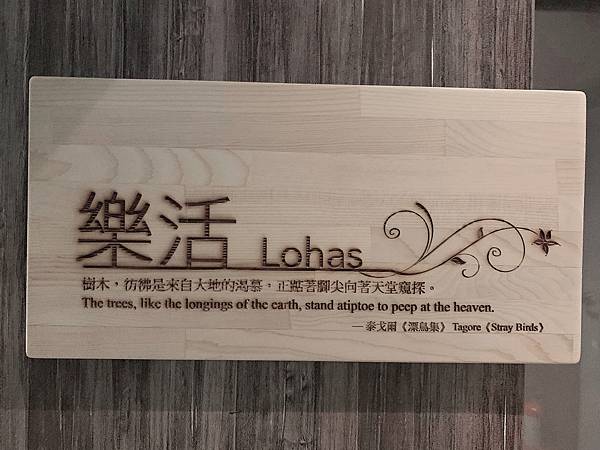 樂活 Lohas
樹木，彷彿是來自大地的渴慕，正踮著腳尖向著天堂窺探。
The trees, like the longings of the earth, stand atiptoe to peep at the heaven.
— 泰戈爾《漂鳥集》 Tagore《Stray Birds》